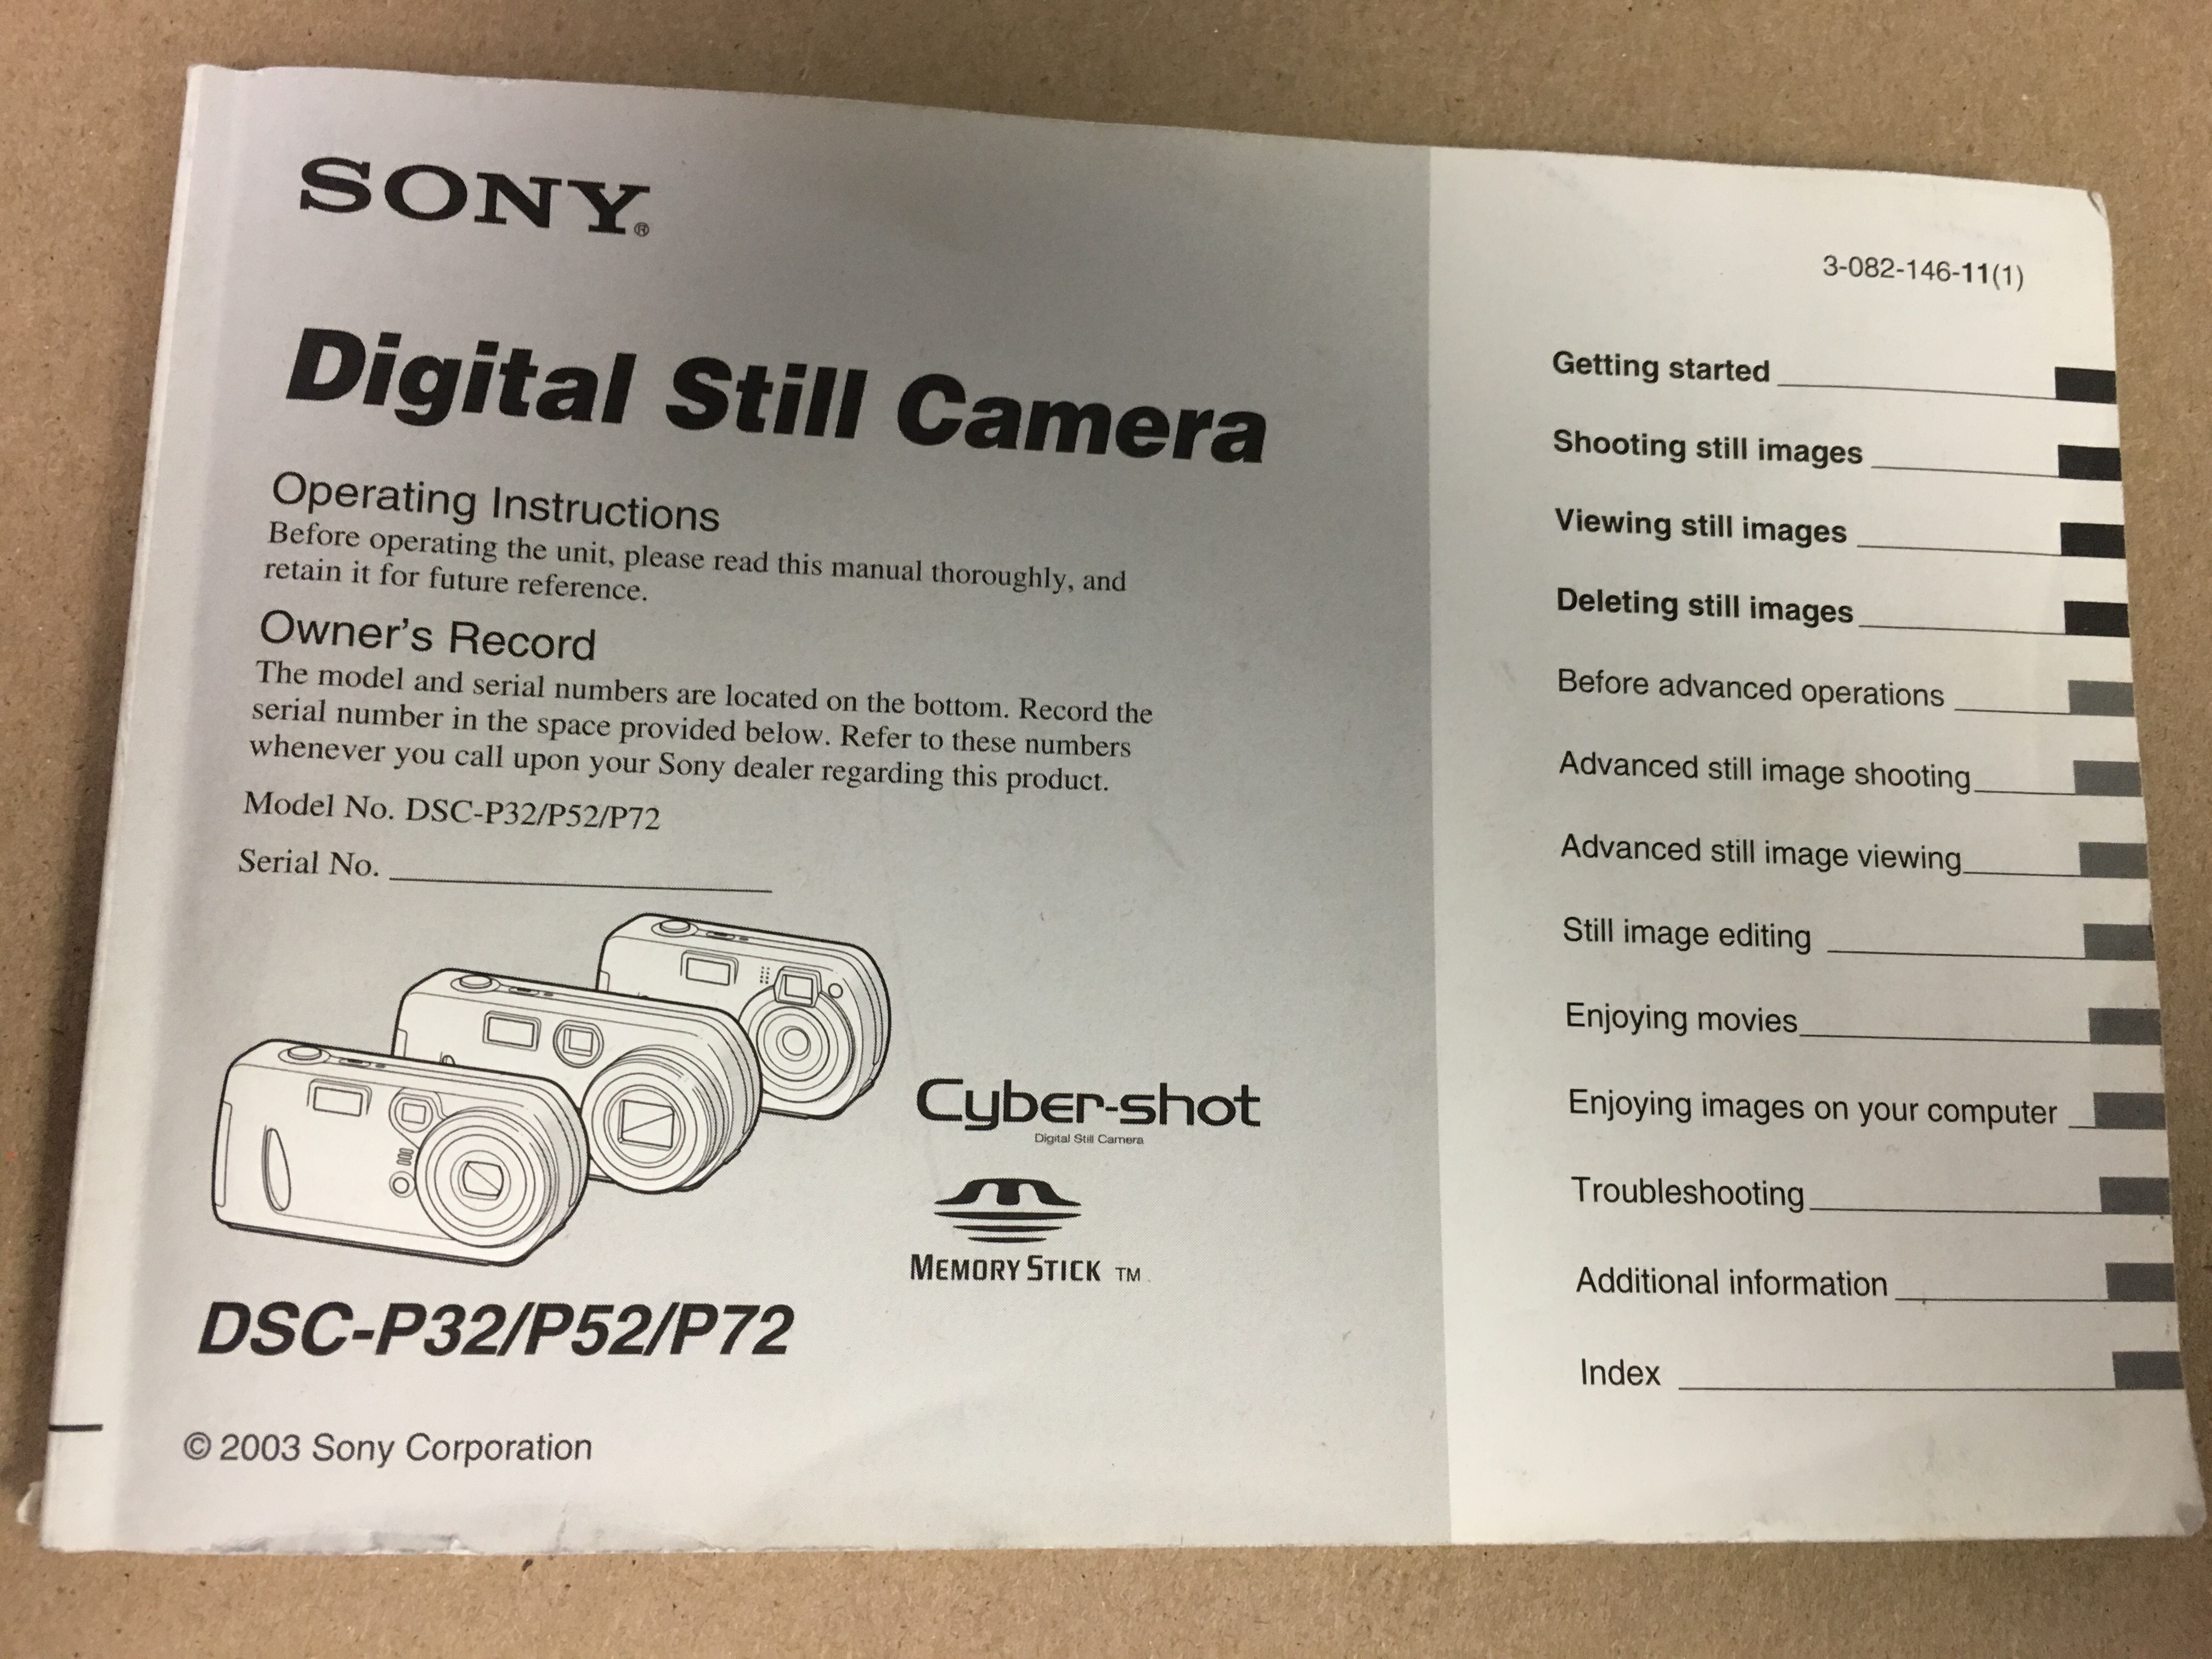 SONY®
Digital Still Camera
Operating Instructions
Before operating the unit, please read this manual thoroughly, and
retain it for future reference.
Owner's Record
The model and serial numbers are located on the bottom. Record the
serial number in the space provided below. Refer to these numbers
whenever you call upon your Sony dealer regarding this product.
Model No. DSC-P32/P52/P72
Serial No. ____________________
Cyber-shot
Digital Still Camera
MEMORY STICK TM
DSC-P32/P52/P72
© 2003 Sony Corporation
3-082-146-11(1)
Getting started
Shooting still images
Viewing still images
Deleting still images
Before advanced operations
Advanced still image shooting
Advanced still image viewing
Still image editing
Enjoying movies
Enjoying images on your computer
Troubleshooting
Additional information
Index